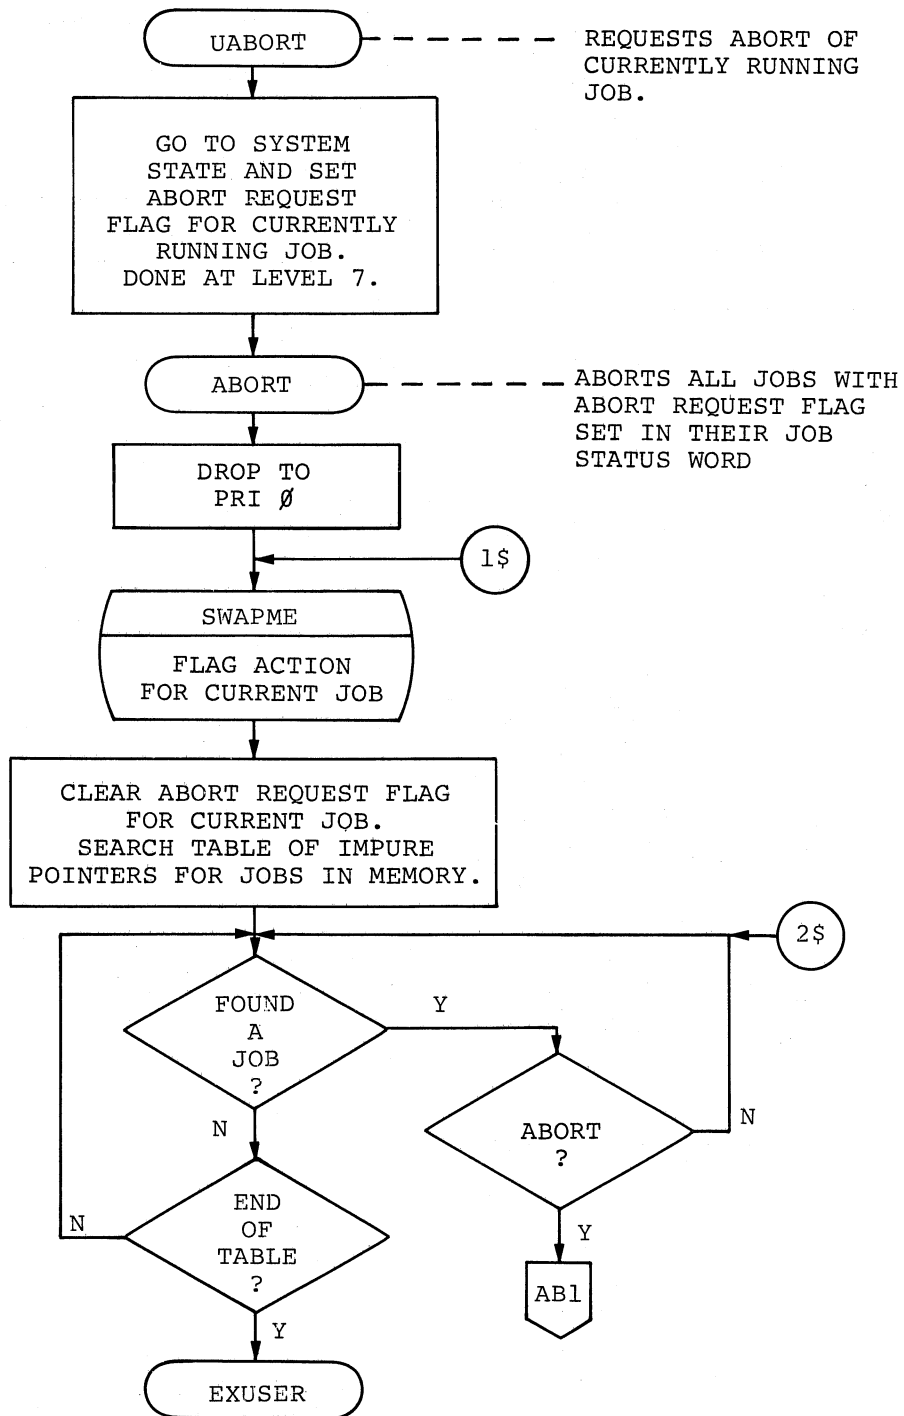 UABORT
REQUESTS ABORT OF
CURRENTLY RUNNING
JOB.
GO TO SYSTEM
STATE AND SET
ABORT REQUEST
FLAG FOR CURRENTLY
RUNNING JOB.
DONE AT LEVEL 7.
ABORT
ABORTS ALL JOBS WITH
ABORT REQUEST FLAG
SET IN THEIR JOB
STATUS WORD
DROP TO
PRI Ø
1$
SWAPME
FLAG ACTION
FOR CURRENT JOB
CLEAR ABORT REQUEST FLAG
FOR CURRENT JOB.
SEARCH TABLE OF IMPURE
POINTERS FOR JOBS IN MEMORY.
2$
FOUND
A
JOB
?
Y
N
ABORT
?
N
Y
AB1
END
OF
TABLE
?
N
Y
EXUSER